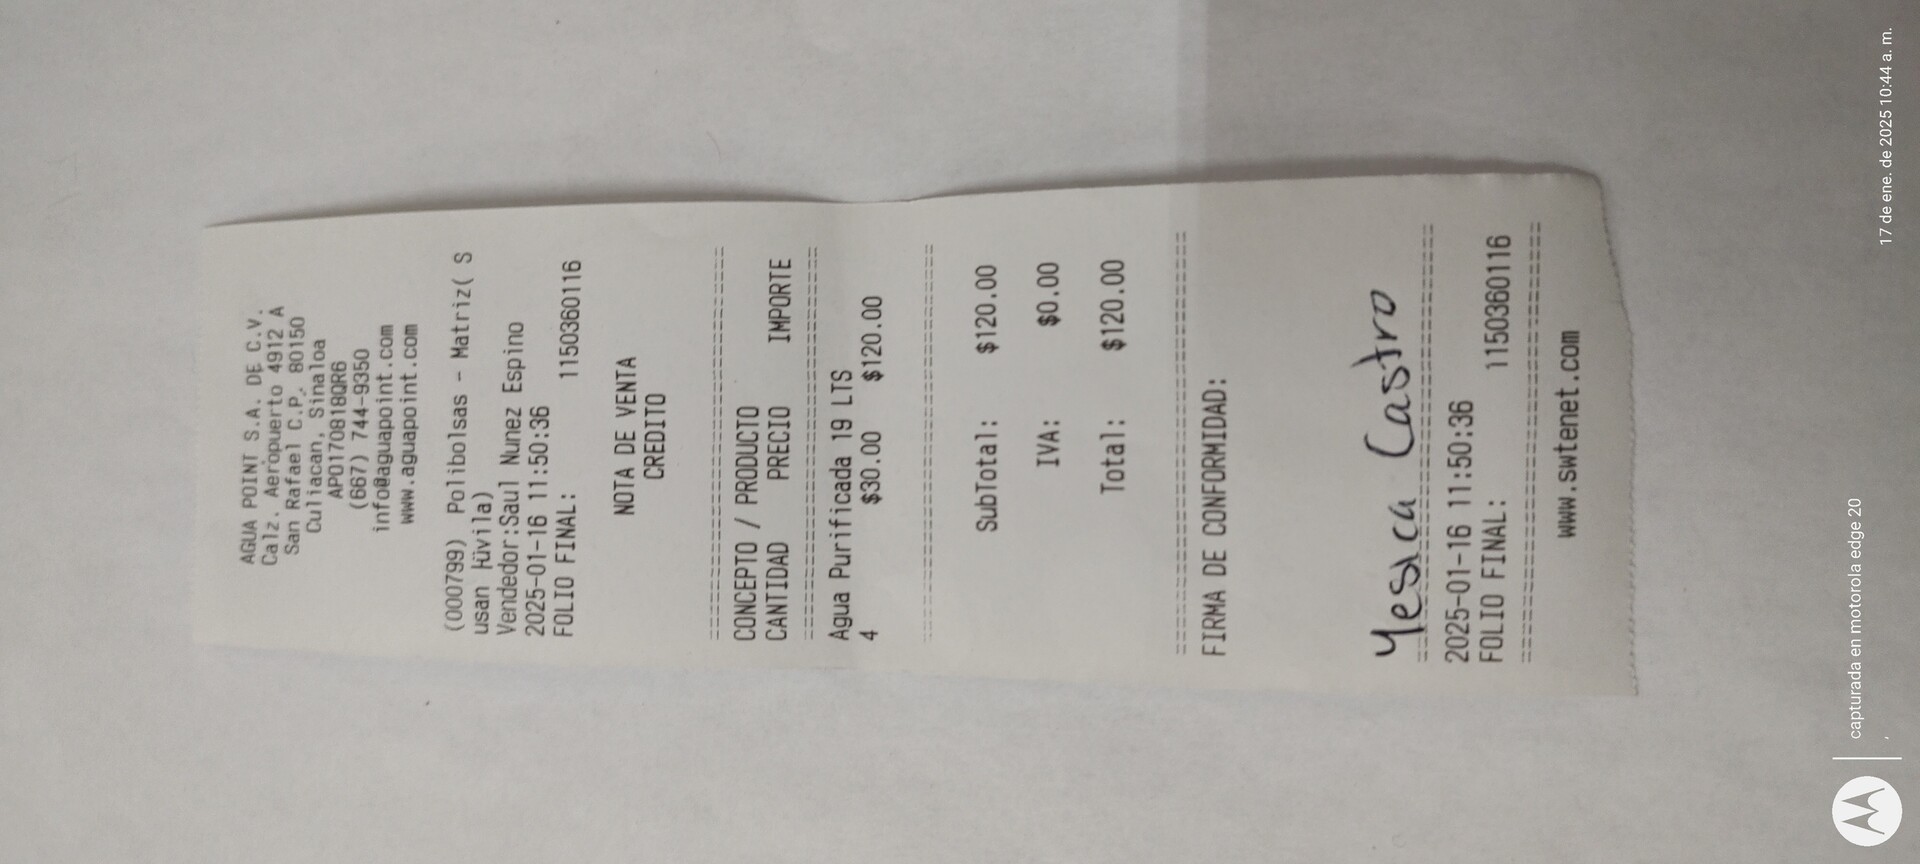 AGUA POINT S.A. DE C.V.
Calz. Aeropuerto 4912 A
San Rafael C.P. 80150
Culiacan, Sinaloa
APO170818QR6
(667) 744-9350
info@aguapoint.com
www.aguapoint.com
(000799) Polibolsas - Matriz( S
usan Hüvila)
Vendedor:Saul Nunez Espino
2025-01-16 11:50:36
FOLIO FINAL: 1150360116
NOTA DE VENTA
CREDITO
CONCEPTO / PRODUCTO
CANTIDAD PRECIO IMPORTE
Agua Purificada 19 LTS
4 $30.00 $120.00
SubTotal: $120.00
IVA: $0.00
Total: $120.00
FIRMA DE CONFORMIDAD:
Yesica Castro
2025-01-16 11:50:36
FOLIO FINAL: 1150360116
www.swtenet.com
capturada en motorola edge 20
17 de ene. de 2025 10:44 a. m.